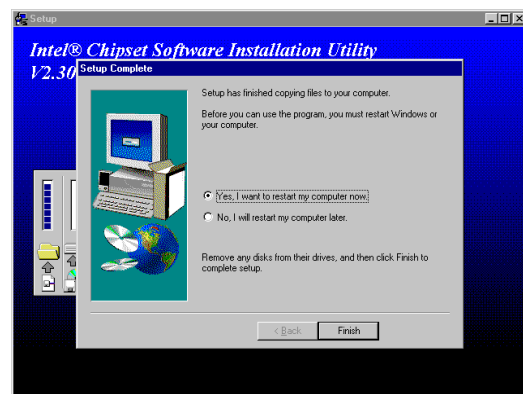 Setup
Intel® Chipset Software Installation Utility
V2.30
Setup Complete
Setup has finished copying files to your computer.
Before you can use the program, you must restart Windows or
your computer.
Yes, I want to restart my computer now.
No, I will restart my computer later.
Remove any disks from their drives, and then click Finish to
complete setup.
< Back
Finish